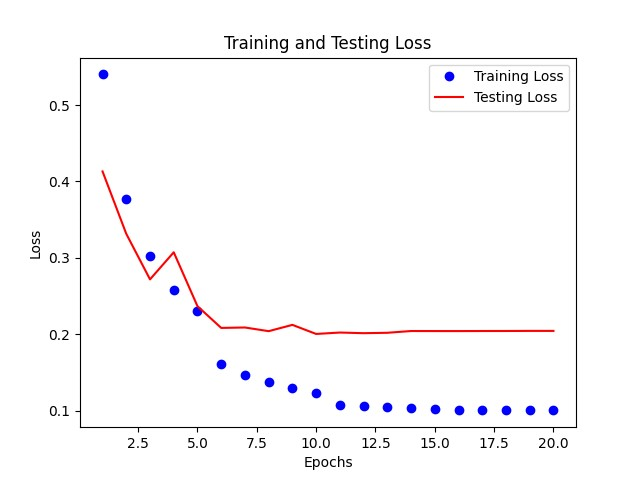 Training and Testing Loss
Training Loss
Testing Loss
0.5
0.4
0.3
0.2
0.1
Loss
2.5 5.0 7.5 10.0 12.5 15.0 17.5 20.0
Epochs